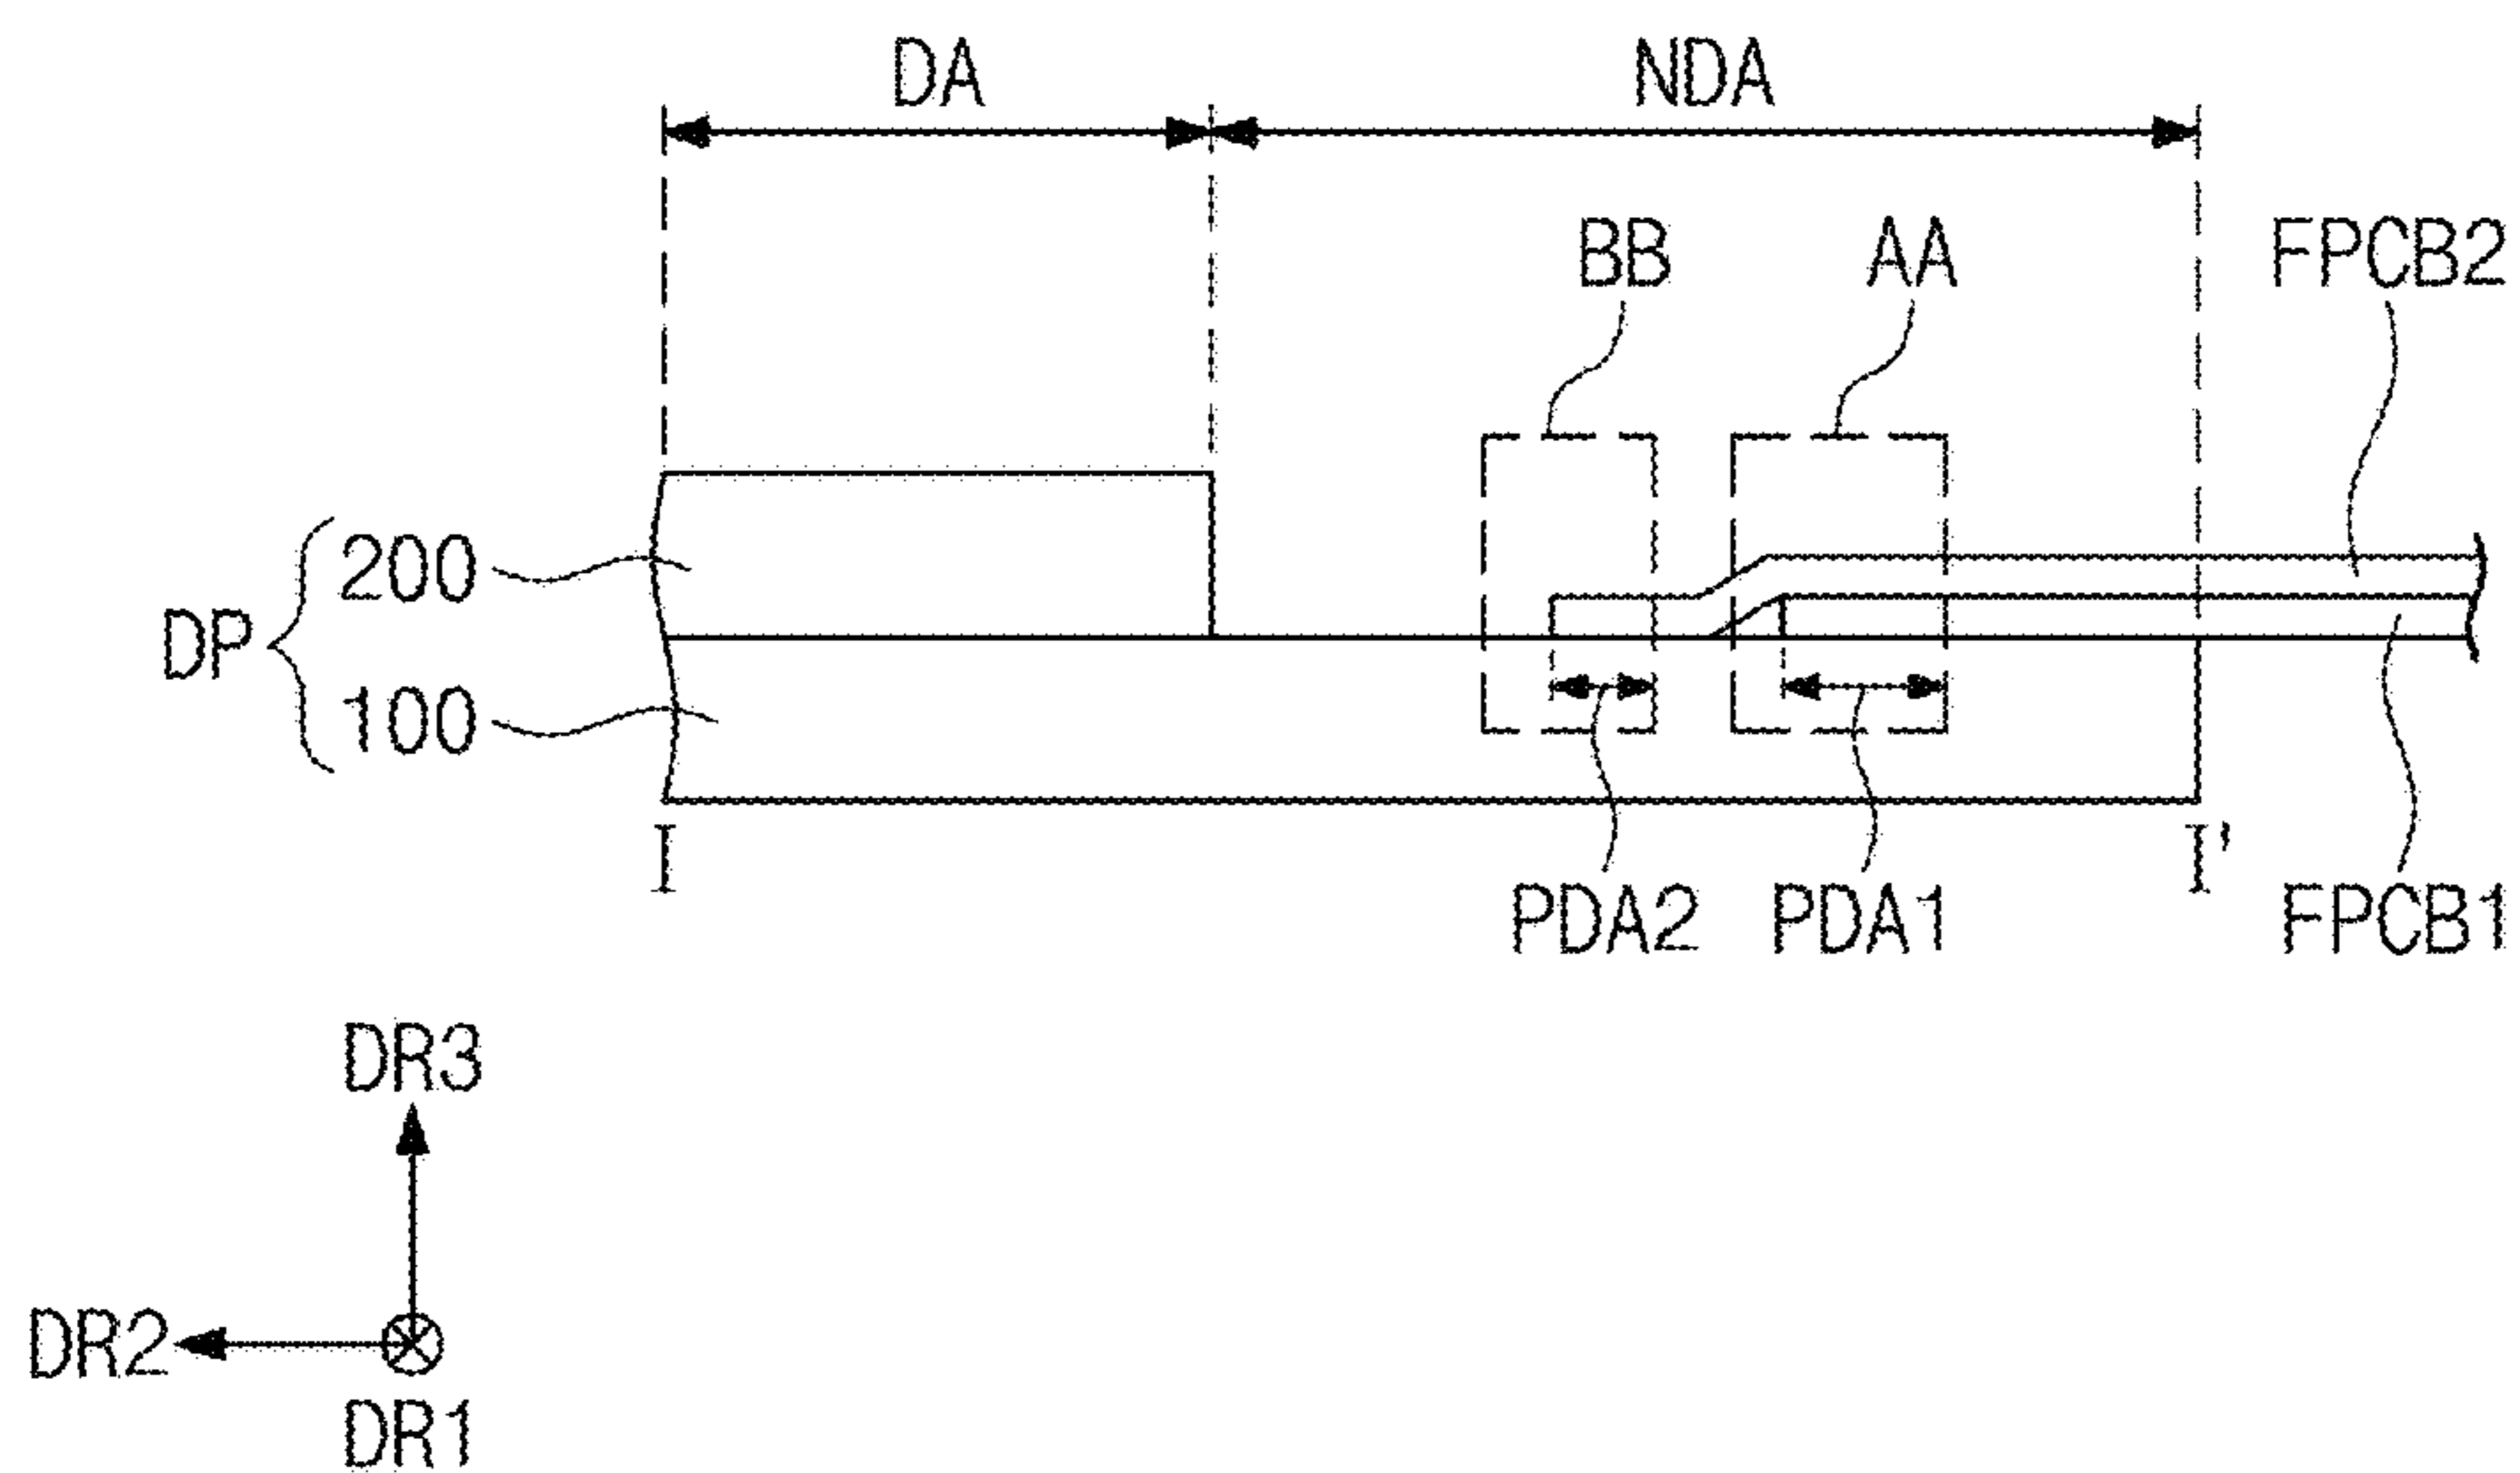 DA NDA
BB AA FPCB2
200
DP
100
I I'
PDA2 PDA1 FPCB1
DR3
DR2
DR1